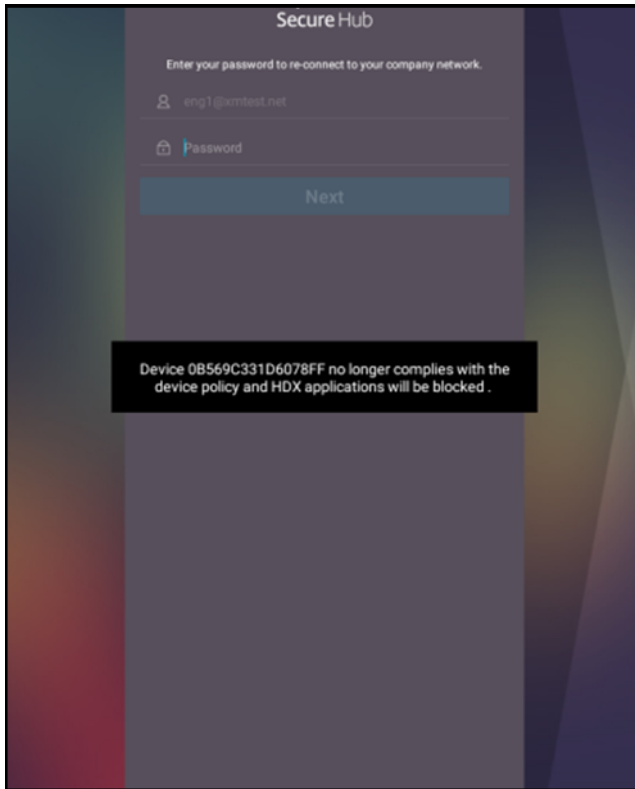 Secure Hub
Enter your password to re-connect to your company network.
eng1@xmtest.net
Password
Next
Device 0B569C331D6078FF no longer complies with the
device policy and HDX applications will be blocked .